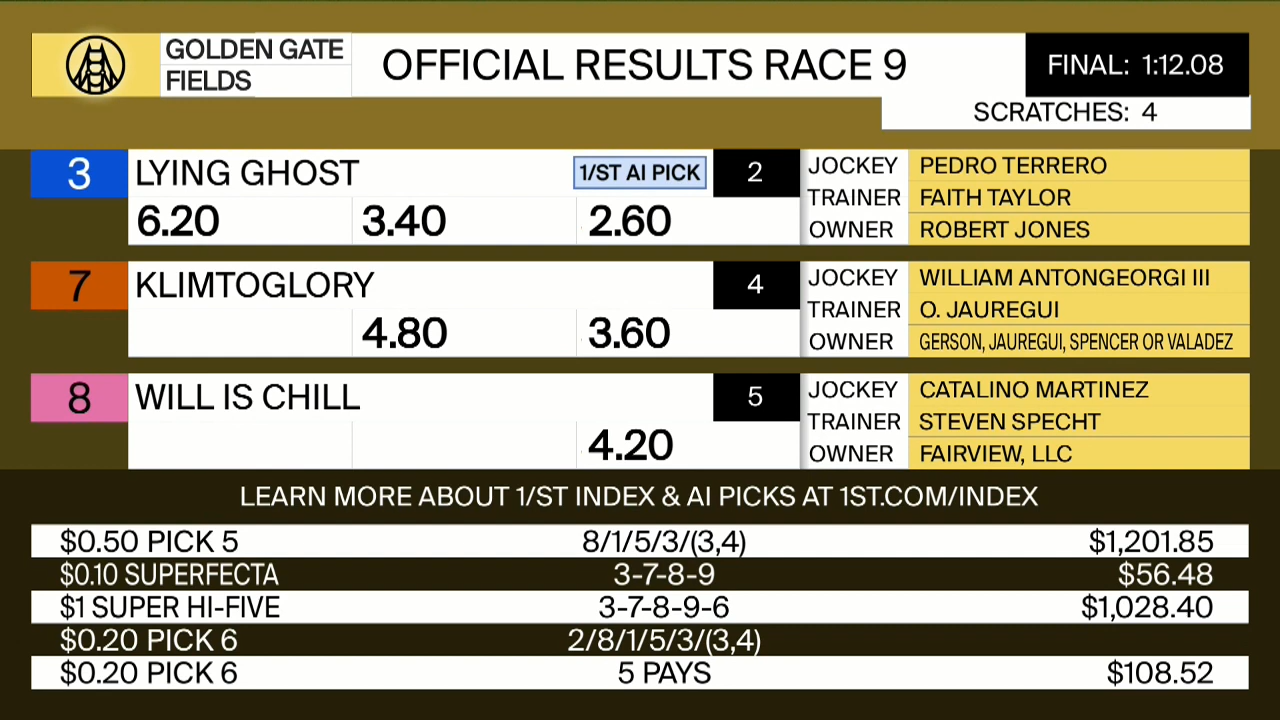 GOLDEN GATE FIELDS
OFFICIAL RESULTS RACE 9
FINAL: 1:12.08
SCRATCHES: 4
3 LYING GHOST 1/ST AI PICK 2
6.20 3.40 2.60
JOCKEY PEDRO TERRERO
TRAINER FAITH TAYLOR
OWNER ROBERT JONES
7 KLIMTOGLORY 4
4.80 3.60
JOCKEY WILLIAM ANTONGEORGI III
TRAINER O. JAUREGUI
OWNER GERSON, JAUREGUI, SPENCER OR VALADEZ
8 WILL IS CHILL 5
4.20
JOCKEY CATALINO MARTINEZ
TRAINER STEVEN SPECHT
OWNER FAIRVIEW, LLC
LEARN MORE ABOUT 1/ST INDEX & AI PICKS AT 1ST.COM/INDEX
$0.50 PICK 5 8/1/5/3/(3,4) $1,201.85
$0.10 SUPERFECTA 3-7-8-9 $56.48
$1 SUPER HI-FIVE 3-7-8-9-6 $1,028.40
$0.20 PICK 6 2/8/1/5/3/(3,4)
$0.20 PICK 6 5 PAYS $108.52